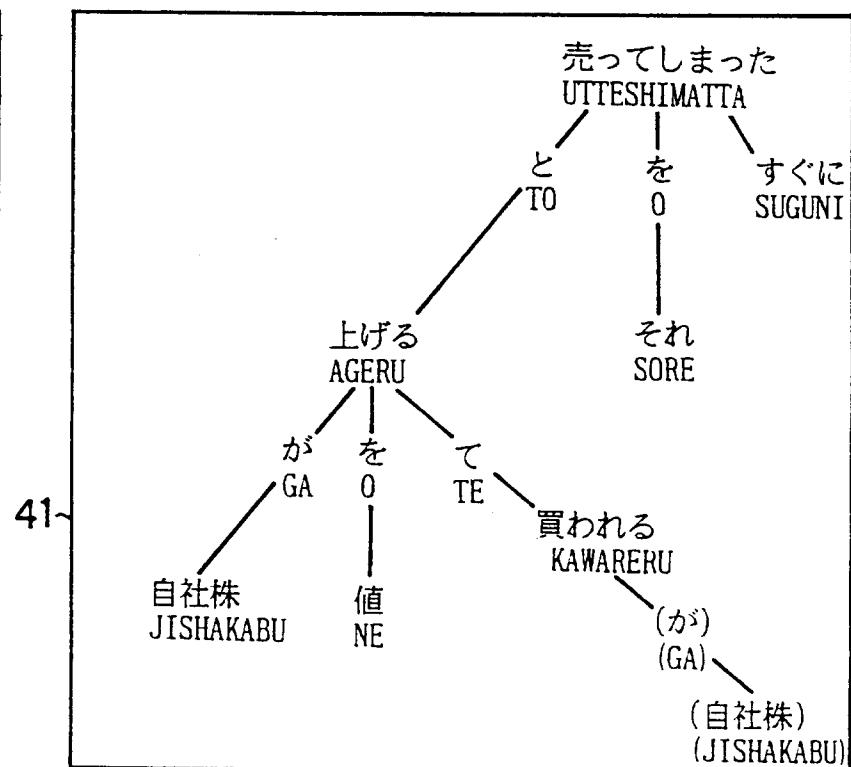 売ってしまった
UTTESHIMATTA
と を すぐに
TO O SUGUNI
上げる それ
AGERU SORE
が を て
GA O TE
41
買われる
KAWARERU
自社株 値
JISHAKABU NE
(が)
(GA)
(自社株)
(JISHAKABU)